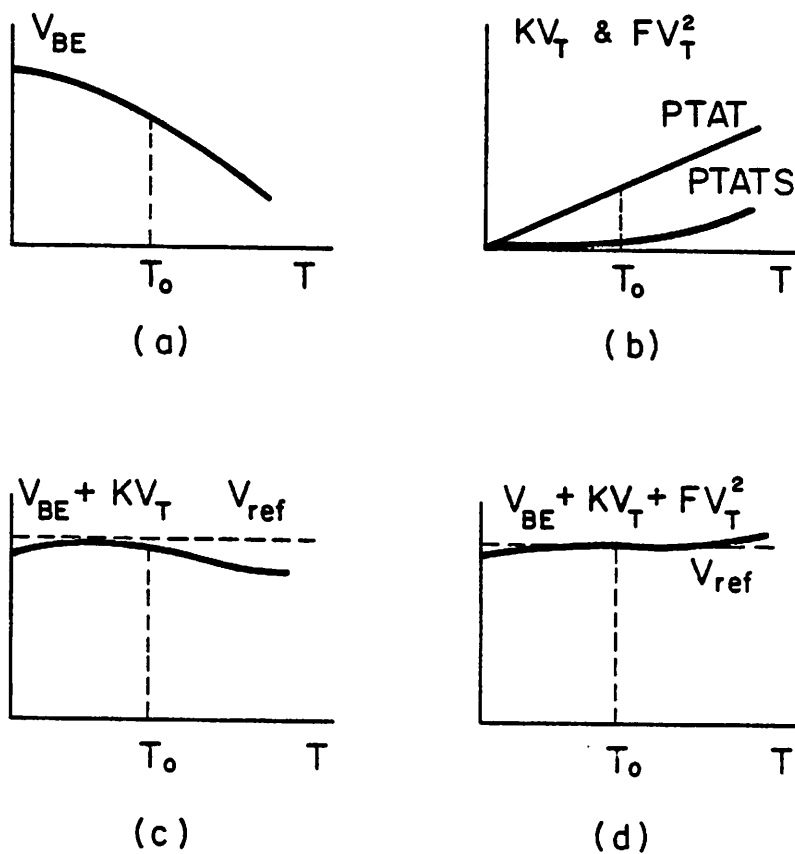 V_BE
T_o T
(a)
KV_T & FV_T^2
PTAT
PTATS
T_o T
(b)
V_BE + KV_T V_ref
T_o T
(c)
V_BE + KV_T + FV_T^2
V_ref
T_o T
(d)